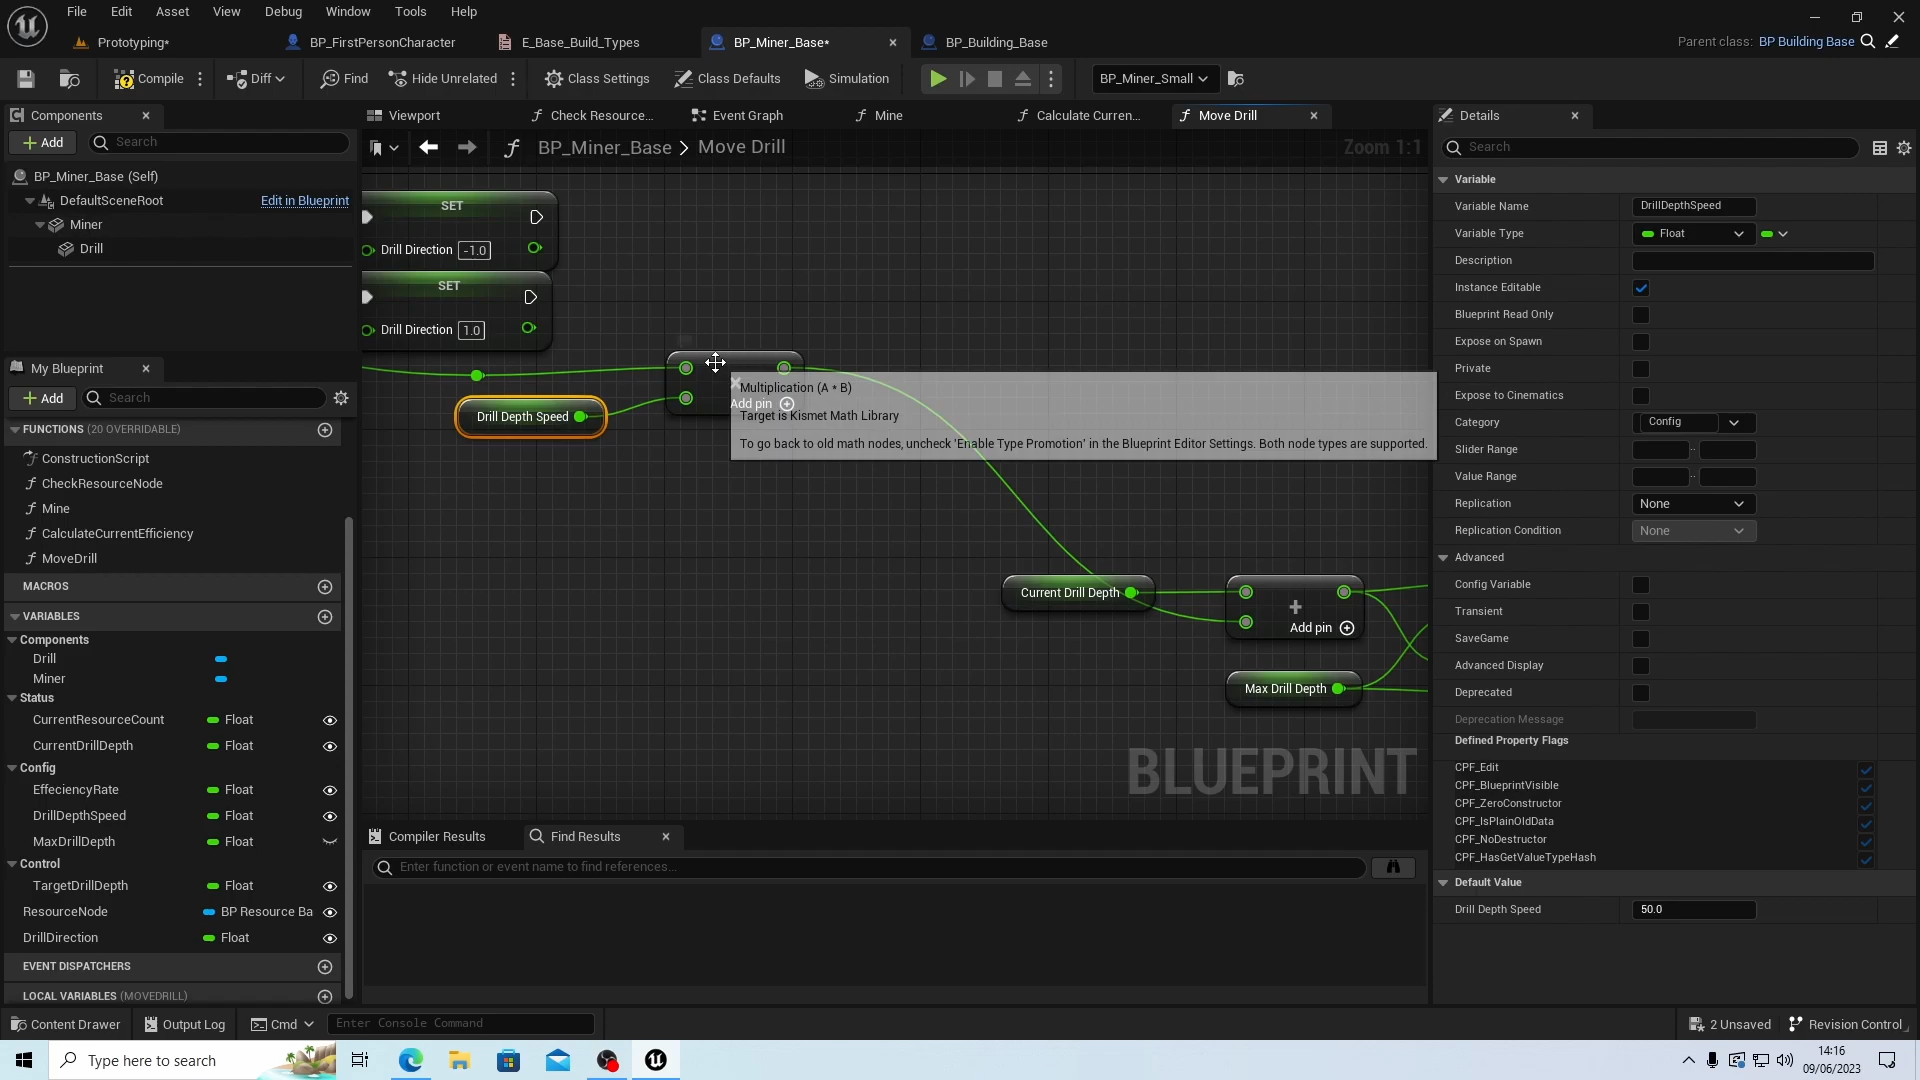 File Edit Asset View Debug Window Tools Help
Prototyping* BP_FirstPersonCharacter E_Base_Build_Types BP_Miner_Base* BP_Building_Base Parent class: BP Building Base
Compile Diff Find Hide Unrelated Class Settings Class Defaults Simulation BP_Miner_Small
Components
Add Search
BP_Miner_Base (Self)
DefaultSceneRoot Edit in Blueprint
Miner
Drill
My Blueprint
Add Search
FUNCTIONS (20 OVERRIDABLE)
ConstructionScript
CheckResourceNode
Mine
CalculateCurrentEfficiency
MoveDrill
MACROS
VARIABLES
Components
Drill
Miner
Status
CurrentResourceCount Float
CurrentDrillDepth Float
Config
EffeciencyRate Float
DrillDepthSpeed Float
MaxDrillDepth Float
Control
TargetDrillDepth Float
ResourceNode BP Resource Ba
DrillDirection Float
EVENT DISPATCHERS
LOCAL VARIABLES (MOVEDRILL)
Viewport Check Resource... Event Graph Mine Calculate Curren... Move Drill
BP_Miner_Base > Move Drill Zoom 1:1
SET
Drill Direction -1.0
SET
Drill Direction 1.0
Drill Depth Speed
Add pin
Multiplication (A * B)
Target is Kismet Math Library
To go back to old math nodes, uncheck 'Enable Type Promotion' in the Blueprint Editor Settings. Both node types are supported.
Current Drill Depth
Add pin
Max Drill Depth
BLUEPRINT
Compiler Results Find Results
Enter function or event name to find references...
Details
Search
Variable
Variable Name DrillDepthSpeed
Variable Type Float
Description
Instance Editable
Blueprint Read Only
Expose on Spawn
Private
Expose to Cinematics
Category Config
Slider Range
Value Range
Replication None
Replication Condition None
Advanced
Config Variable
Transient
SaveGame
Advanced Display
Deprecated
Deprecation Message
Defined Property Flags
CPF_Edit
CPF_BlueprintVisible
CPF_ZeroConstructor
CPF_IsPlainOldData
CPF_NoDestructor
CPF_HasGetValueTypeHash
Default Value
Drill Depth Speed 50.0
Content Drawer Output Log Cmd Enter Console Command 2 Unsaved Revision Control
Type here to search
14:16
09/06/2023